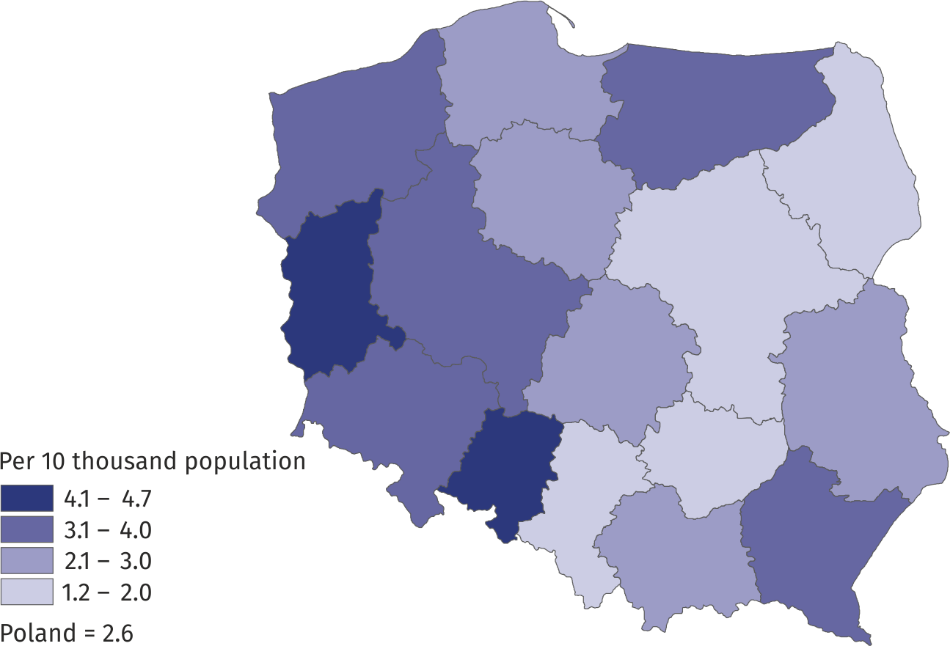 Per 10 thousand population
4.1 – 4.7
3.1 – 4.0
2.1 – 3.0
1.2 – 2.0
Poland = 2.6